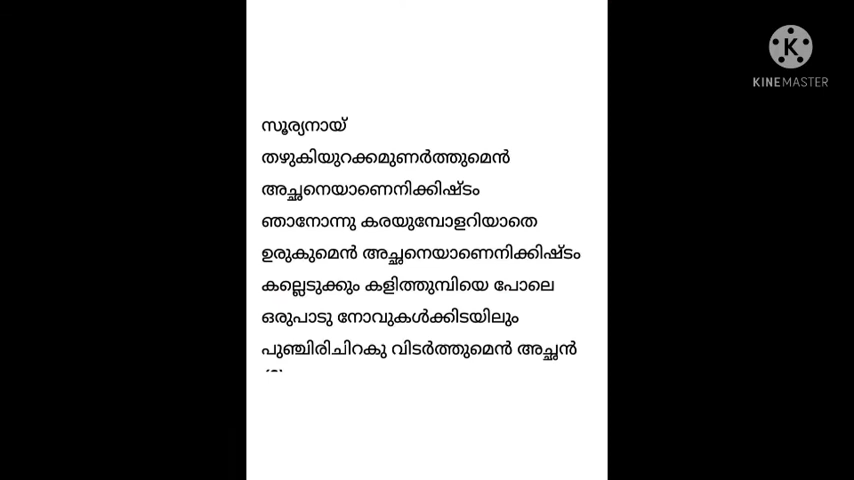 സൂര്യനായ്
തഴുകിയുറക്കമുണർത്തുമെൻ
അച്ഛനെയാണെനിക്കിഷ്ടം
ഞാനോന്നു കരയുമ്പോളറിയാതെ
ഉരുകുമെൻ അച്ഛനെയാണെനിക്കിഷ്ടം
കല്ലെടുക്കും കളിത്തുമ്പിയെ പോലെ
ഒരുപാടു നോവുകൾക്കിടയിലും
പുഞ്ചിരിചിറകു വിടർത്തുമെൻ അച്ഛൻ
K
KINEMASTER